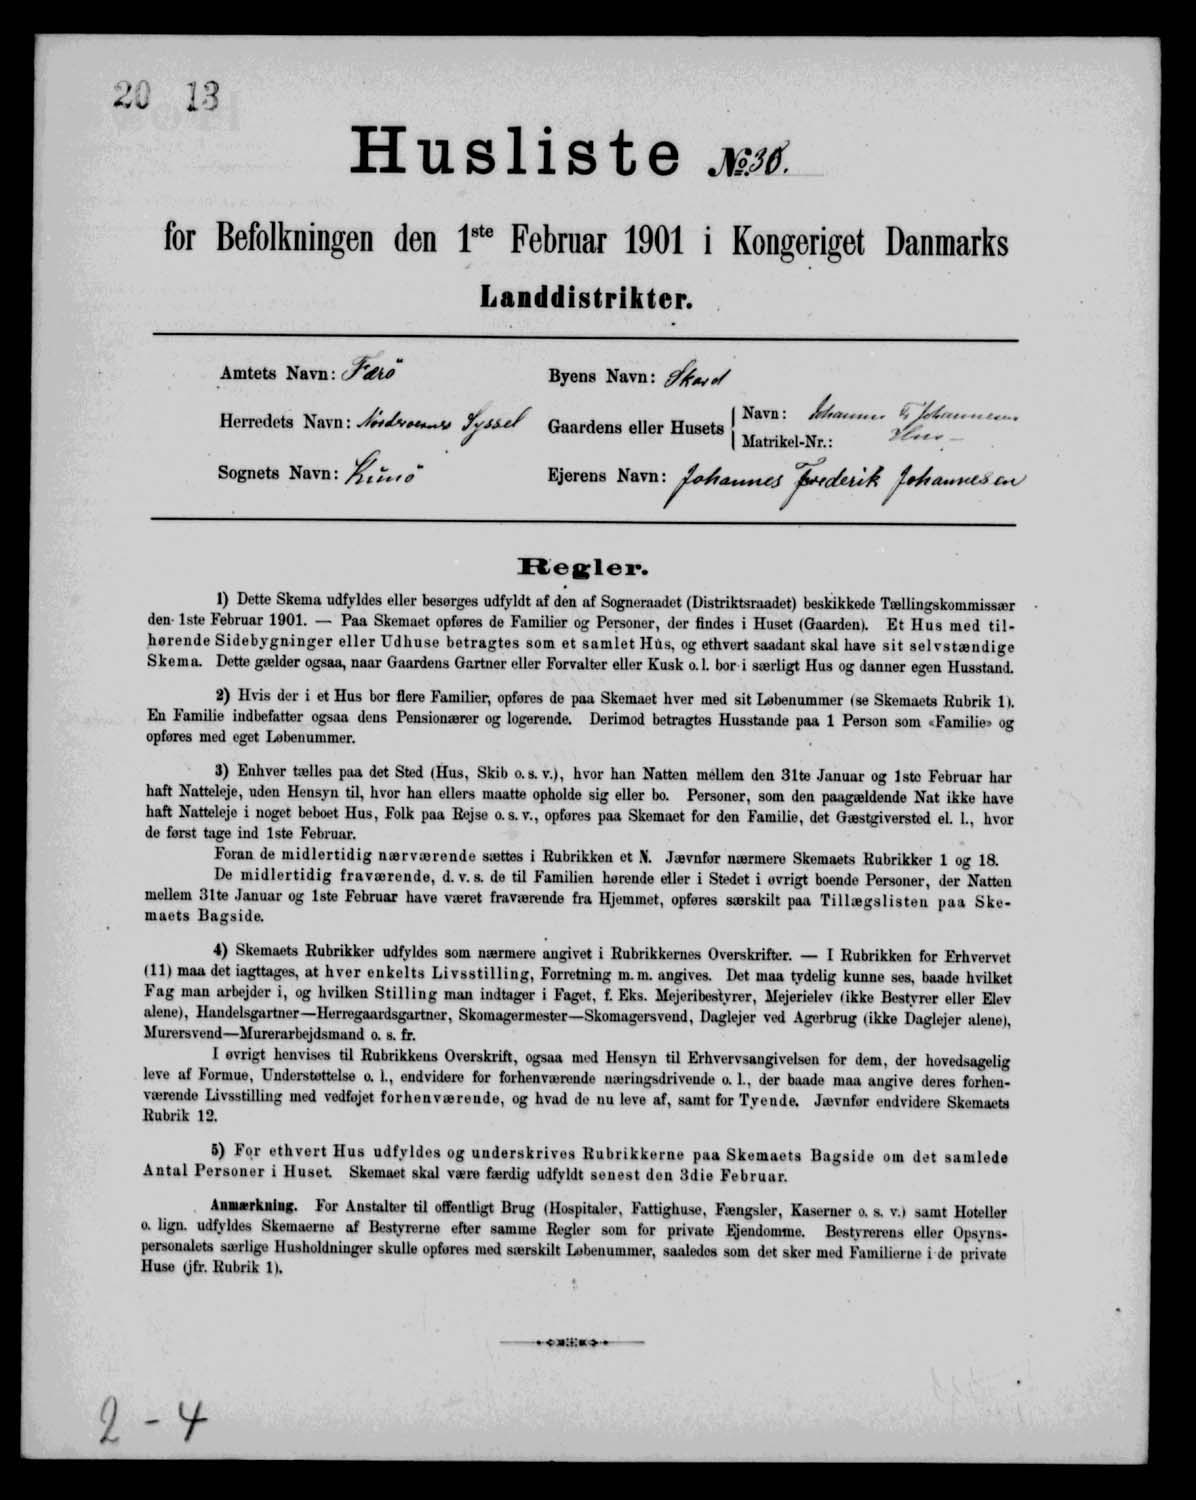 20 13
Husliste No. 30.
for Befolkningen den 1ste Februar 1901 i Kongeriget Danmarks
Landdistrikter.
Amtets Navn: Færö
Byens Navn: Skard
Herredets Navn: Norderoernes Syssel
Gaardens eller Husets
Navn: Johannes Fr Johannesens
Matrikel-Nr.: Hus —
Sognets Navn: Kunö
Ejerens Navn: Johannes Frederik Johannesen
Regler.
1) Dette Skema udfyldes eller besørges udfyldt af den af Sogneraadet (Distriktsraadet) beskikkede Tællingskommissær
den 1ste Februar 1901. — Paa Skemaet opføres de Familier og Personer, der findes i Huset (Gaarden). Et Hus med til-
hørende Sidebygninger eller Udhuse betragtes som et samlet Hus, og ethvert saadant skal have sit selvstændige
Skema. Dette gælder ogsaa, naar Gaardens Gartner eller Forvalter eller Kusk o. l. bor i særligt Hus og danner egen Husstand.
2) Hvis der i et Hus bor flere Familier, opføres de paa Skemaet hver med sit Løbenummer (se Skemaets Rubrik 1).
En Familie indbefatter ogsaa dens Pensionærer og logerende. Derimod betragtes Husstande paa 1 Person som «Familie» og
opføres med eget Løbenummer.
3) Enhver tælles paa det Sted (Hus, Skib o. s. v.), hvor han Natten mellem den 31te Januar og 1ste Februar har
haft Natteleje, uden Hensyn til, hvor han ellers maatte opholde sig eller bo. Personer, som den paagældende Nat ikke have
haft Natteleje i noget beboet Hus, Folk paa Rejse o. s. v., opføres paa Skemaet for den Familie, det Gæstgiversted el. l., hvor
de først tage ind 1ste Februar.
Foran de midlertidig nærværende sættes i Rubrikken et N. Jævnfør nærmere Skemaets Rubrikker 1 og 18.
De midlertidig fraværende, d. v. s. de til Familien hørende eller i Stedet i øvrigt boende Personer, der Natten
mellem 31te Januar og 1ste Februar have været fraværende fra Hjemmet, opføres særskilt paa Tillægslisten paa Ske-
maets Bagside.
4) Skemaets Rubrikker udfyldes som nærmere angivet i Rubrikkernes Overskrifter. — I Rubrikken for Erhvervet
(11) maa det iagttages, at hver enkelts Livsstilling, Forretning m. m. angives. Det maa tydelig kunne ses, baade hvilket
Fag man arbejder i, og hvilken Stilling man indtager i Faget, f. Eks. Mejeribestyrer, Mejerielev (ikke Bestyrer eller Elev
alene), Handelsgartner—Herregaardsgartner, Skomagermester—Skomagersvend, Daglejer ved Agerbrug (ikke Daglejer alene),
Murersvend—Murerarbejdsmand o. s. fr.
I øvrigt henvises til Rubrikkens Overskrift, ogsaa med Hensyn til Erhvervsangivelsen for dem, der hovedsagelig
leve af Formue, Understøttelse o. l., endvidere for forhenværende næringsdrivende o. l., der baade maa angive deres forhen-
værende Livsstilling med vedføjet forhenværende, og hvad de nu leve af, samt for Tyende. Jævnfør endvidere Skemaets
Rubrik 12.
5) For ethvert Hus udfyldes og underskrives Rubrikkerne paa Skemaets Bagside om det samlede
Antal Personer i Huset. Skemaet skal være færdig udfyldt senest den 3die Februar.
Anmærkning. For Anstalter til offentligt Brug (Hospitaler, Fattighuse, Fængsler, Kaserner o. s. v.) samt Hoteller
o. lign. udfyldes Skemaerne af Bestyrerne efter samme Regler som for private Ejendomme. Bestyrerens eller Opsyns-
personalets særlige Husholdninger skulle opføres med særskilt Løbenummer, saaledes som det sker med Familierne i de private
Huse (jfr. Rubrik 1).
2 - 4